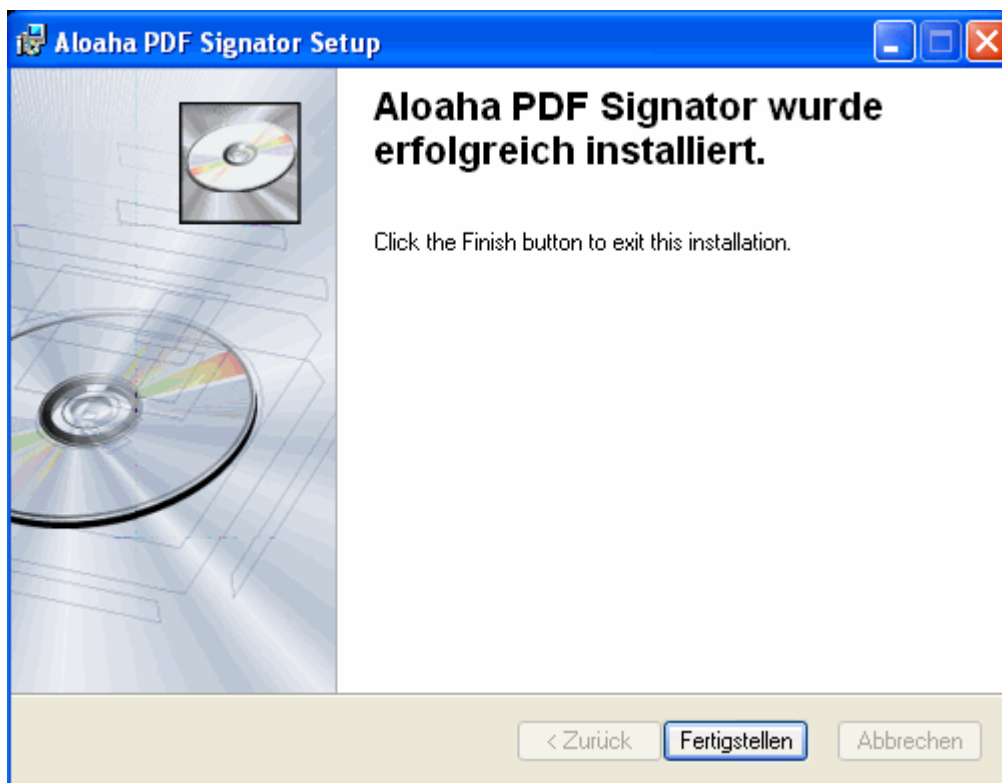 Aloaha PDF Signator Setup
Aloaha PDF Signator wurde
erfolgreich installiert.
Click the Finish button to exit this installation.
< Zurück
Fertigstellen
Abbrechen